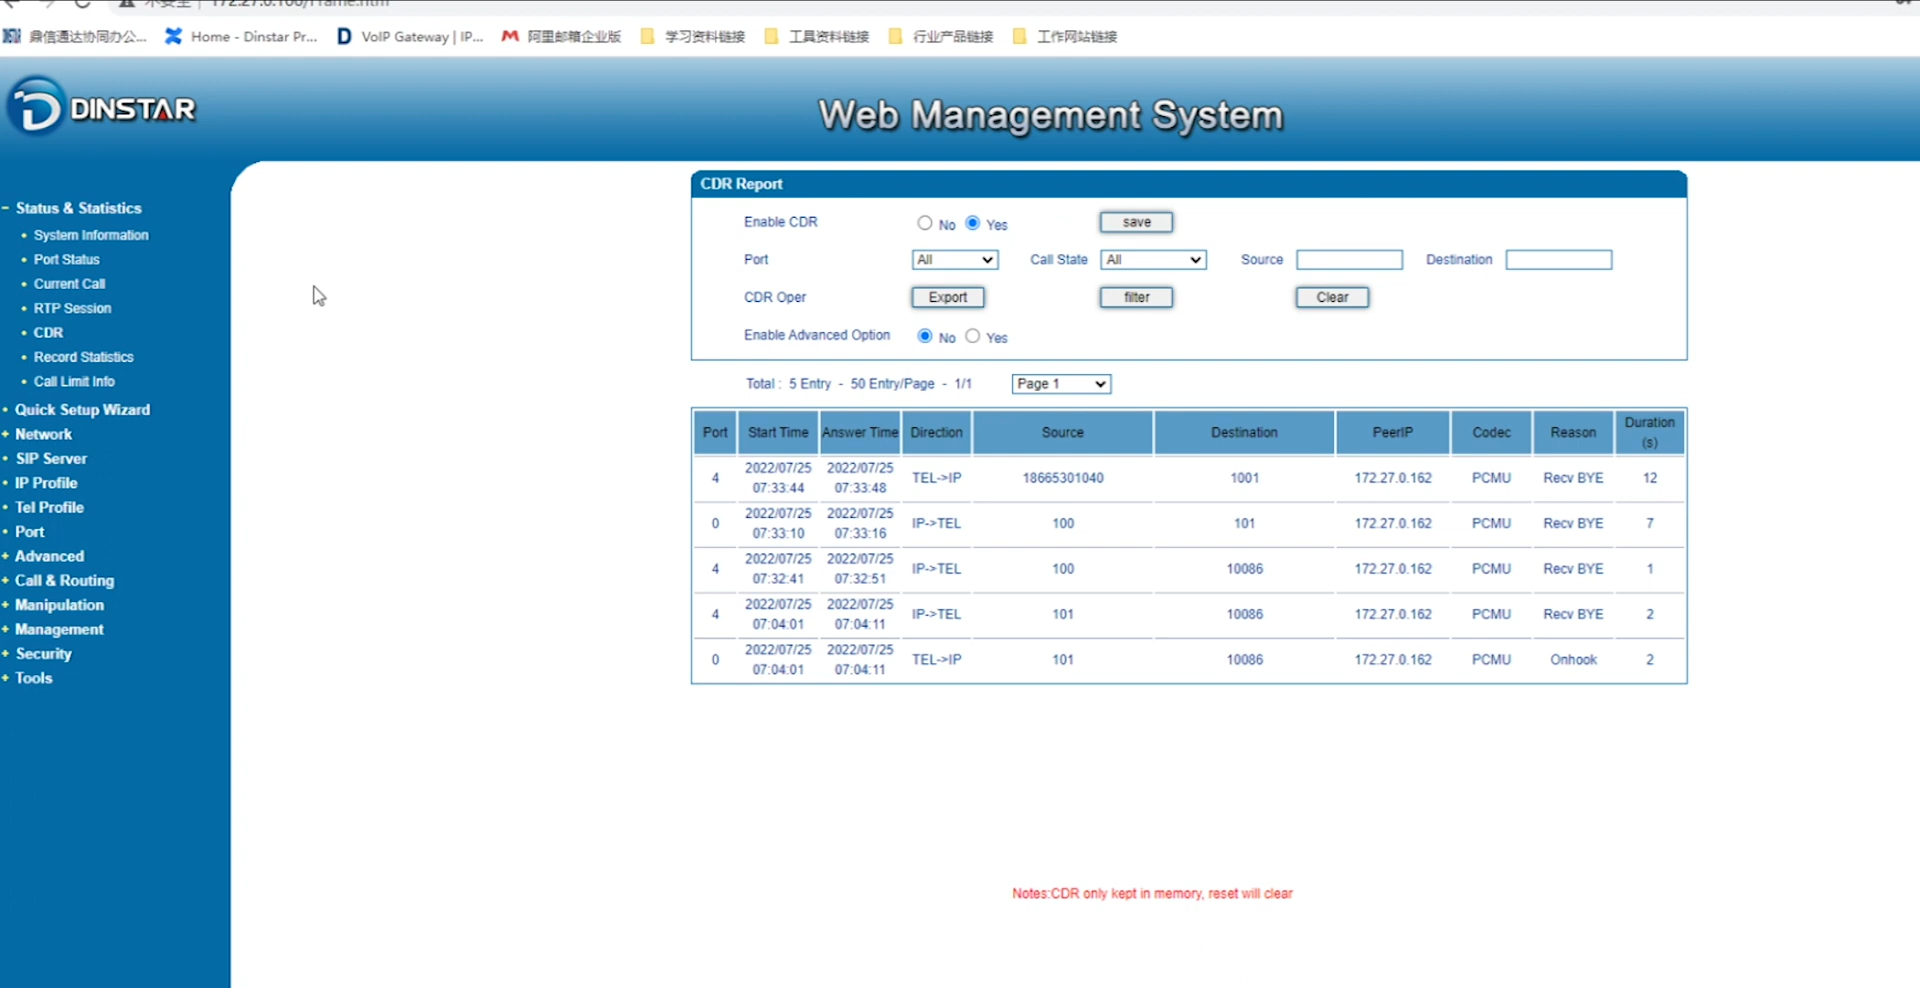 鼎信通达协同办公...
Home - Dinstar Pr...
VoIP Gateway | IP...
阿里邮箱企业版
学习资料链接
工具资料链接
行业产品链接
工作网站链接
DINSTAR
Web Management System
Status & Statistics
System Information
Port Status
Current Call
RTP Session
CDR
Record Statistics
Call Limit Info
Quick Setup Wizard
Network
SIP Server
IP Profile
Tel Profile
Port
Advanced
Call & Routing
Manipulation
Management
Security
Tools
CDR Report
Enable CDR No Yes save
Port All Call State All Source Destination
CDR Oper Export filter Clear
Enable Advanced Option No Yes
Total : 5 Entry - 50 Entry/Page - 1/1 Page 1
Port Start Time Answer Time Direction Source Destination PeerIP Codec Reason Duration (s)
4 2022/07/25 07:33:44 2022/07/25 07:33:48 TEL->IP 18665301040 1001 172.27.0.162 PCMU Recv BYE 12
0 2022/07/25 07:33:10 2022/07/25 07:33:16 IP->TEL 100 101 172.27.0.162 PCMU Recv BYE 7
4 2022/07/25 07:32:41 2022/07/25 07:32:51 IP->TEL 100 10086 172.27.0.162 PCMU Recv BYE 1
4 2022/07/25 07:04:01 2022/07/25 07:04:11 IP->TEL 101 10086 172.27.0.162 PCMU Recv BYE 2
0 2022/07/25 07:04:01 2022/07/25 07:04:11 TEL->IP 101 10086 172.27.0.162 PCMU Onhook 2
Notes:CDR only kept in memory, reset will clear